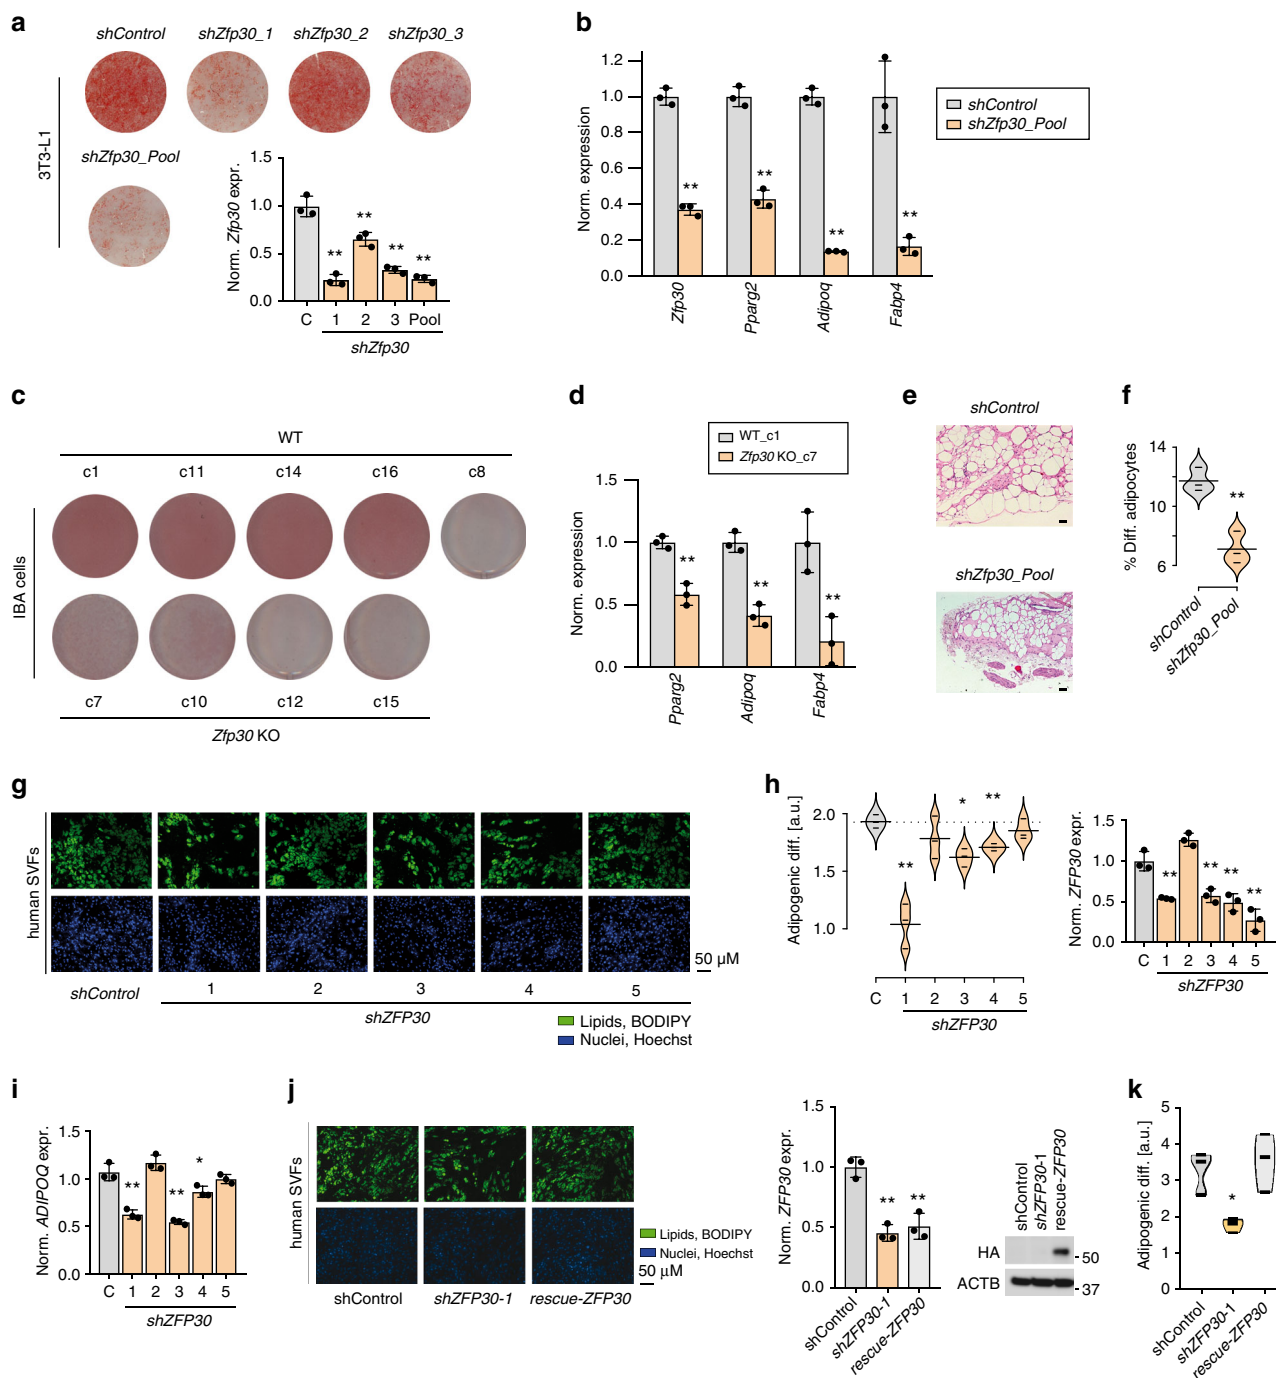 a
shControl shZfp30_1 shZfp30_2 shZfp30_3
3T3-L1
shZfp30_Pool
Norm. Zfp30 expr.
1.5
1.0
0.5
0.0
** ** ** **
C 1 2 3 Pool
shZfp30
b
Norm. expression
1.2
1.0
0.8
0.6
0.4
0.2
0.0
** ** ** **
Zfp30 Pparg2 Adipoq Fabp4
shControl
shZfp30_Pool
c
WT
c1 c11 c14 c16 c8
IBA cells
c7 c10 c12 c15
Zfp30 KO
d
WT_c1
Zfp30 KO_c7
Norm. expression
1.5
1.0
0.5
0.0
** ** **
Pparg2 Adipoq Fabp4
e
shControl
shZfp30_Pool
f
% Diff. adipocytes
14
10
6
**
shControl
shZfp30_Pool
g
human SVFs
50 µM
shControl 1 2 3 4 5
shZFP30
Lipids, BODIPY
Nuclei, Hoechst
h
Adipogenic diff. [a.u.]
2.0
1.5
1.0
** * **
C 1 2 3 4 5
shZFP30
Norm. ZFP30 expr.
1.5
1.0
0.5
0.0
** ** ** **
C 1 2 3 4 5
shZFP30
i
Norm. ADIPOQ expr.
1.5
1.0
0.5
0.0
** ** *
C 1 2 3 4 5
shZFP30
j
human SVFs
Lipids, BODIPY
Nuclei, Hoechst
50 µM
shControl shZFP30-1 rescue-ZFP30
Norm. ZFP30 expr.
1.5
1.0
0.5
0.0
** **
shControl
shZFP30-1
rescue-ZFP30
shControl
shZFP30-1
rescue-ZFP30
HA
50
ACTB
37
k
Adipogenic diff. [a.u.]
5
4
3
2
1
0
*
shControl
shZFP30-1
rescue-ZFP30